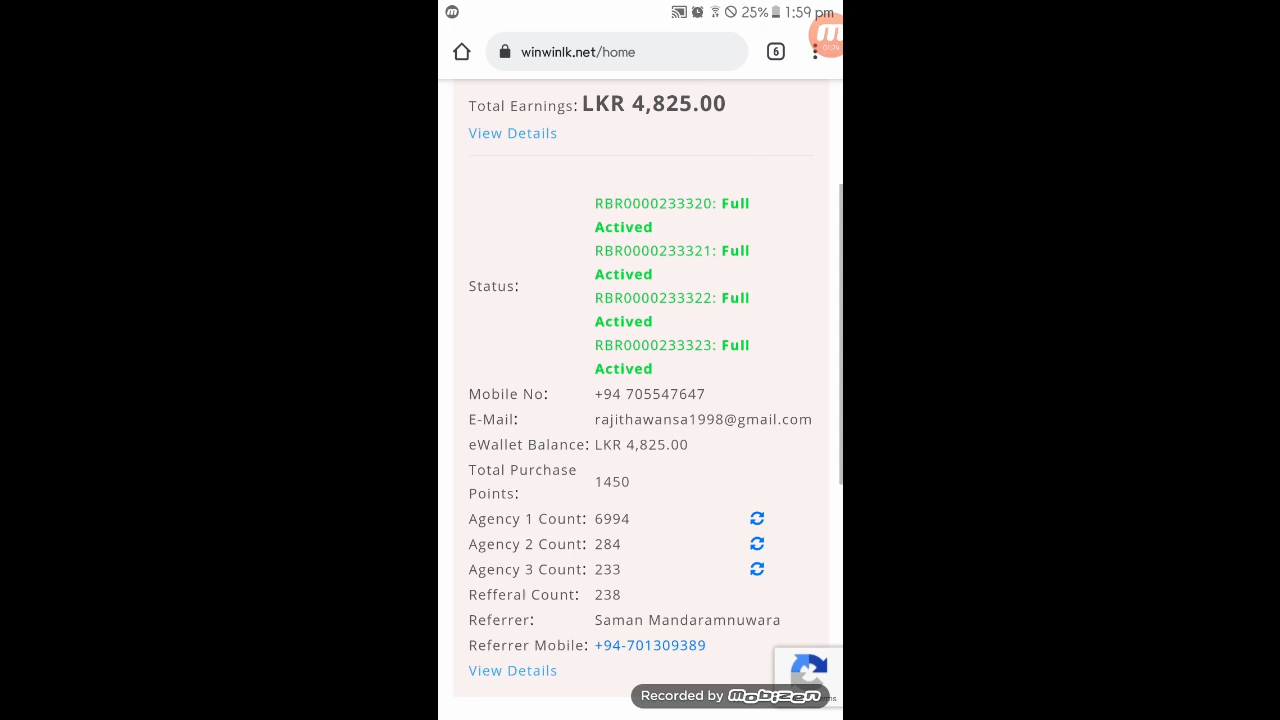 25% 1:59 pm
winwinlk.net/home
6
01:24
Total Earnings: LKR 4,825.00
View Details
RBR0000233320: Full
Actived
RBR0000233321: Full
Actived
Status:
RBR0000233322: Full
Actived
RBR0000233323: Full
Actived
Mobile No: +94 705547647
E-Mail: rajithawansa1998@gmail.com
eWallet Balance: LKR 4,825.00
Total Purchase
Points:
1450
Agency 1 Count: 6994
Agency 2 Count: 284
Agency 3 Count: 233
Refferal Count: 238
Referrer: Saman Mandaramnuwara
Referrer Mobile: +94-701309389
View Details
Recorded by mobizen